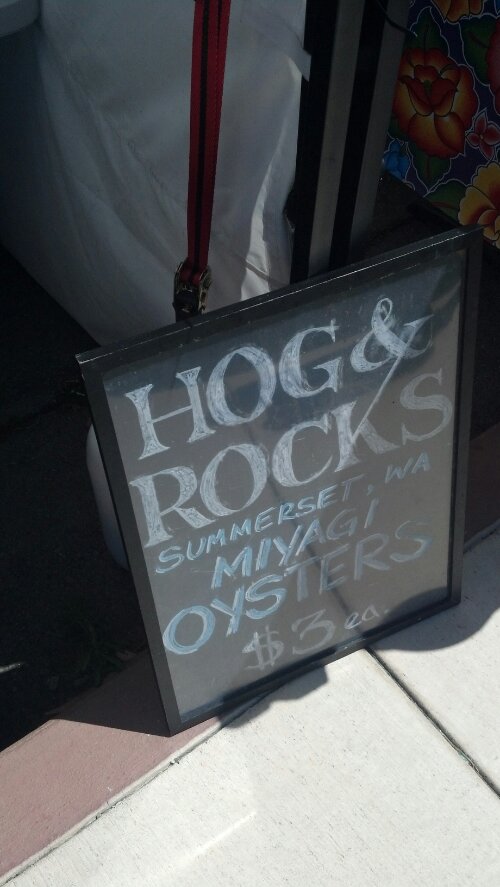 HOG &
ROCKS
SUMMERSET, WA
MIYAGI
OYSTERS
$3 ea.